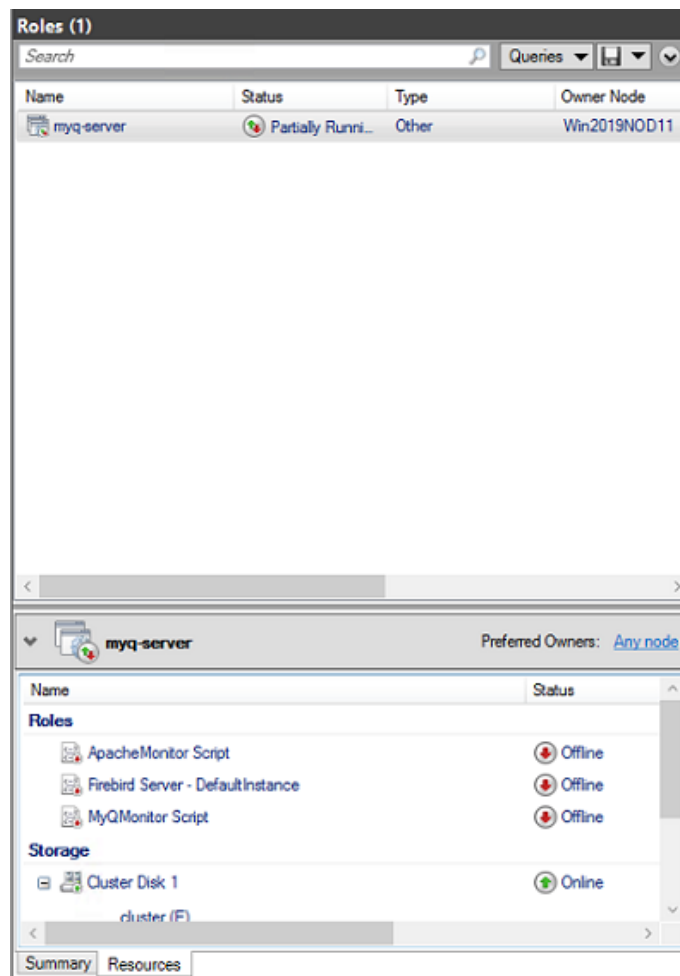 Roles (1)
Search Queries
Name Status Type Owner Node
myq-server Partially Runni... Other Win2019NOD11
myq-server Preferred Owners: Any node
Name Status
Roles
ApacheMonitor Script Offline
Firebird Server - DefaultInstance Offline
MyQMonitor Script Offline
Storage
Cluster Disk 1 Online
cluster (E)
Summary Resources